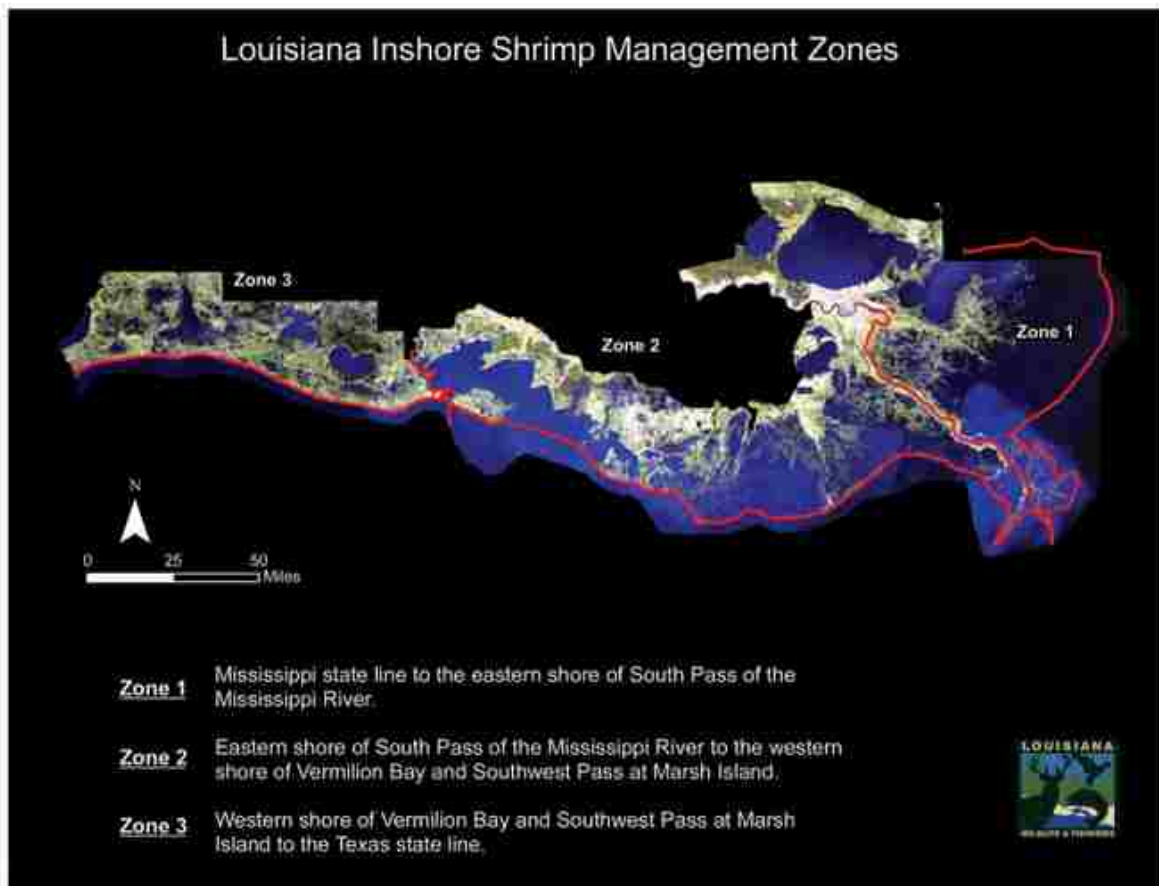 Louisiana Inshore Shrimp Management Zones
Zone 3
Zone 2
Zone 1
N
0 25 50
Miles
Zone 1 Mississippi state line to the eastern shore of South Pass of the
Mississippi River.
Zone 2 Eastern shore of South Pass of the Mississippi River to the western
shore of Vermilion Bay and Southwest Pass at Marsh Island.
Zone 3 Western shore of Vermilion Bay and Southwest Pass at Marsh
Island to the Texas state line.
LOUISIANA
WILDLIFE & FISHERIES